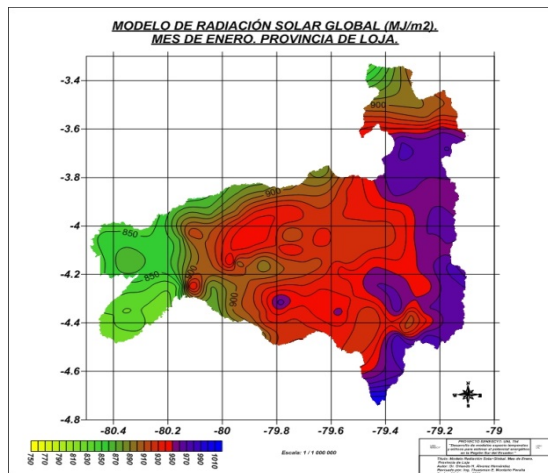 MODELO DE RADIACIÓN SOLAR GLOBAL (MJ/m2).
MES DE ENERO. PROVINCIA DE LOJA.
-3.4
-3.6
-3.8
-4
-4.2
-4.4
-4.6
-4.8
900
900
850
850
900
900
-80.4 -80.2 -80 -79.8 -79.6 -79.4 -79.2 -79
750 770 790 810 830 850 870 890 910 930 950 970 990 1010
Escala: 1 / 1 000 000